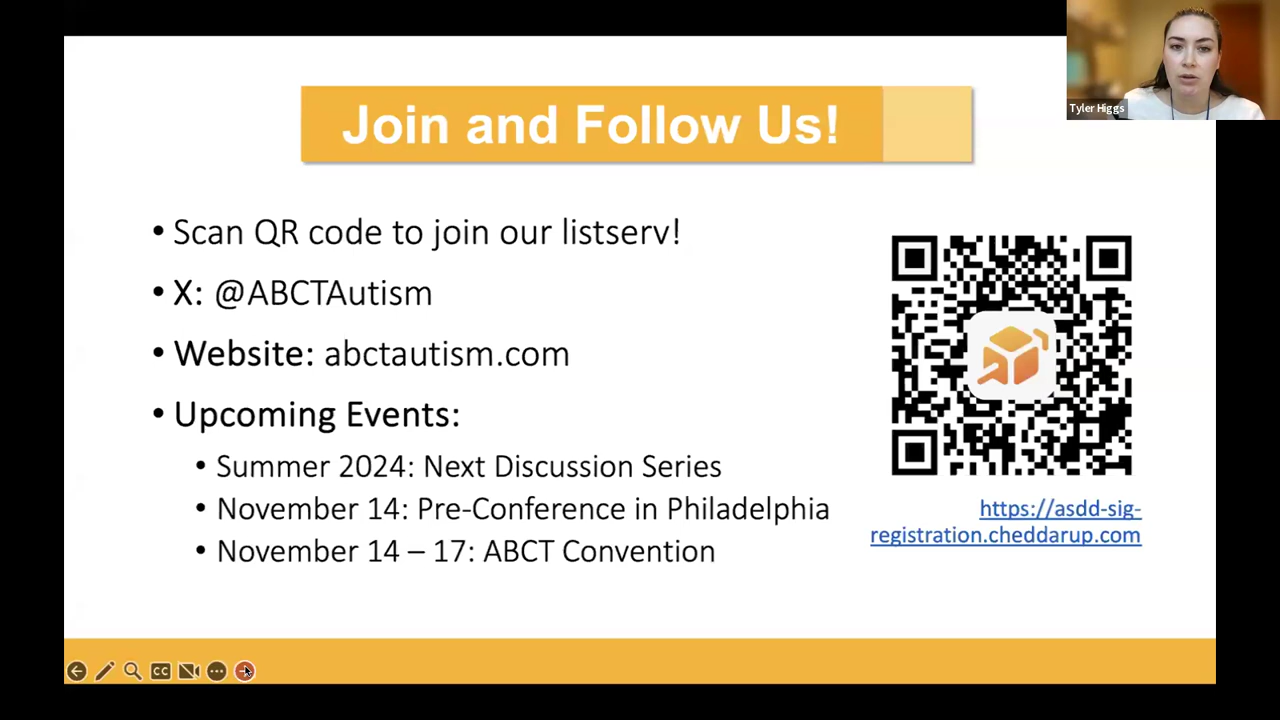 Join and Follow Us!
Tyler Higgs
• Scan QR code to join our listserv!
• X: @ABCTAutism
• Website: abctautism.com
• Upcoming Events:
• Summer 2024: Next Discussion Series
• November 14: Pre-Conference in Philadelphia
• November 14 – 17: ABCT Convention
https://asdd-sig-
registration.cheddarup.com
CC